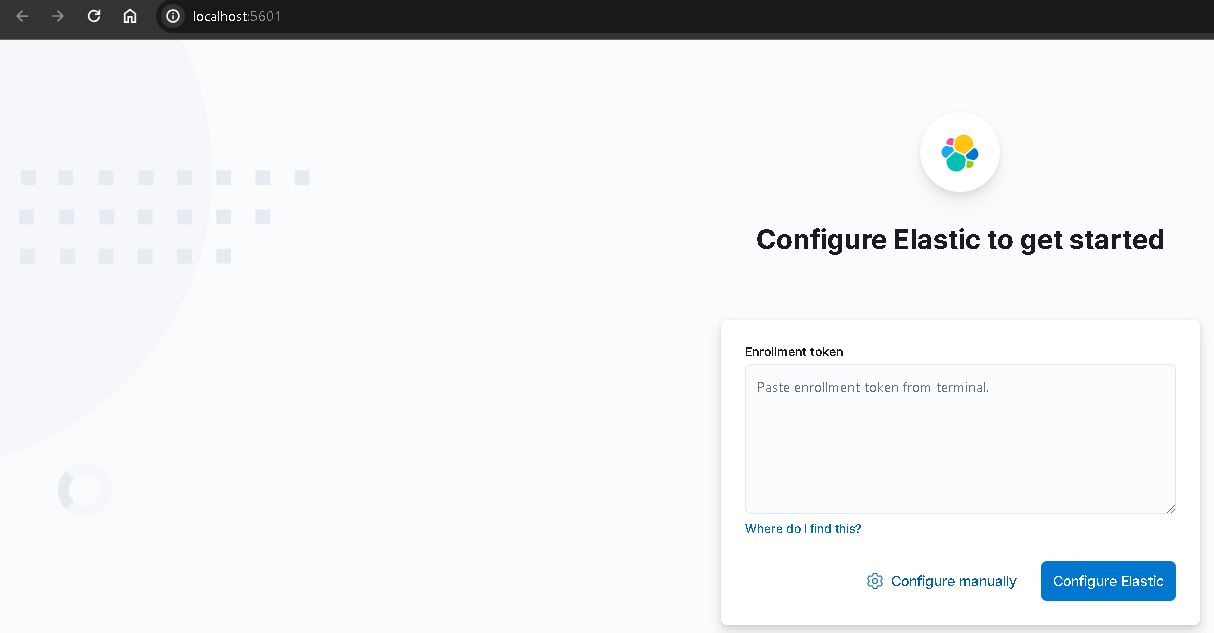 localhost:5601
Configure Elastic to get started
Enrollment token
Paste enrollment token from terminal.
Where do I find this?
Configure manually
Configure Elastic